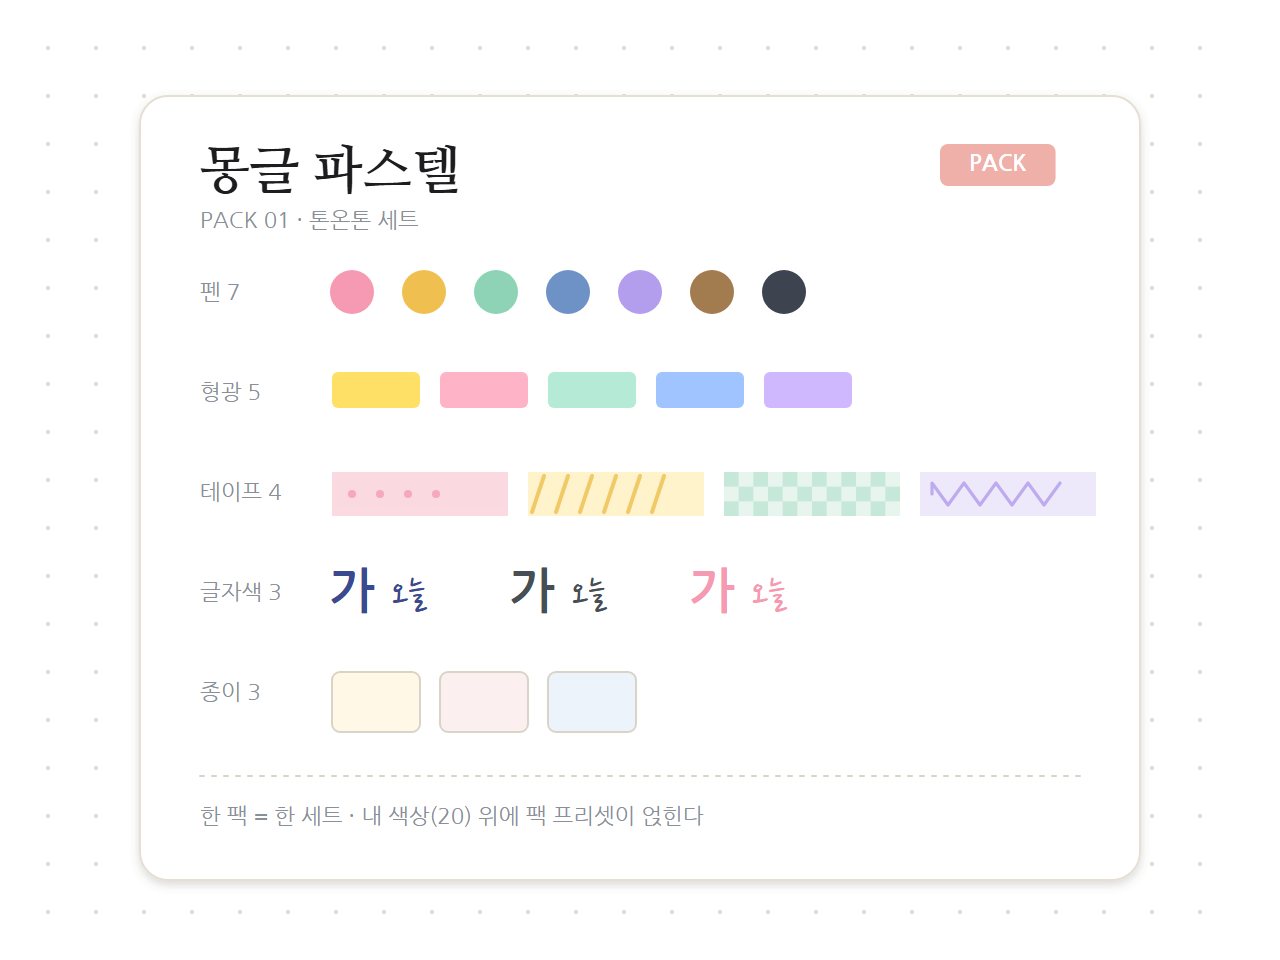 몽글 파스텔
PACK
PACK 01 · 톤온톤 세트
펜 7
형광 5
테이프 4
글자색 3 가 오늘 가 오늘 가 오늘
종이 3
한 팩 = 한 세트 · 내 색상(20) 위에 팩 프리셋이 얹힌다